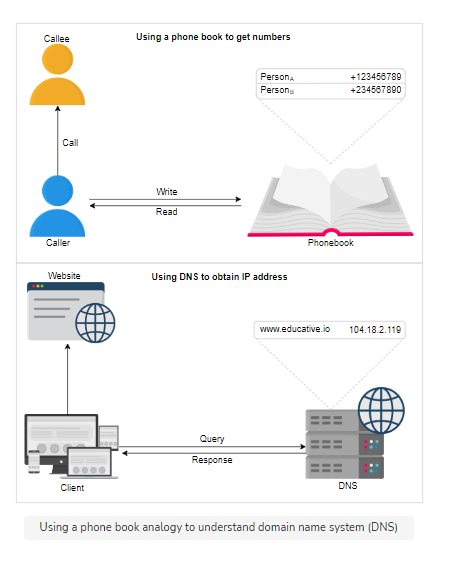 Using a phone book to get numbers
Callee
Person A +123456789
Person B +234567890
Call
Write
Read
Caller
Phonebook
Using DNS to obtain IP address
Website
www.educative.io 104.18.2.119
Query
Response
Client
DNS
Using a phone book analogy to understand domain name system (DNS)